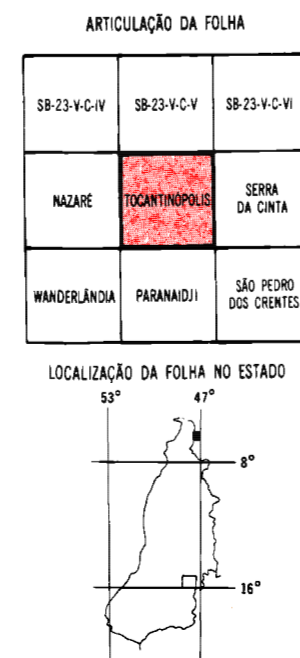 ARTICULAÇÃO DA FOLHA
SB-23-V-C-IV SB-23-V-C-V SB-23-V-C-VI
NAZARÉ TOCANTINÓPOLIS SERRA DA CINTA
WANDERLÂNDIA PARANAIDJI SÃO PEDRO DOS CRENTES
LOCALIZAÇÃO DA FOLHA NO ESTADO
53° 47°
8°
16°